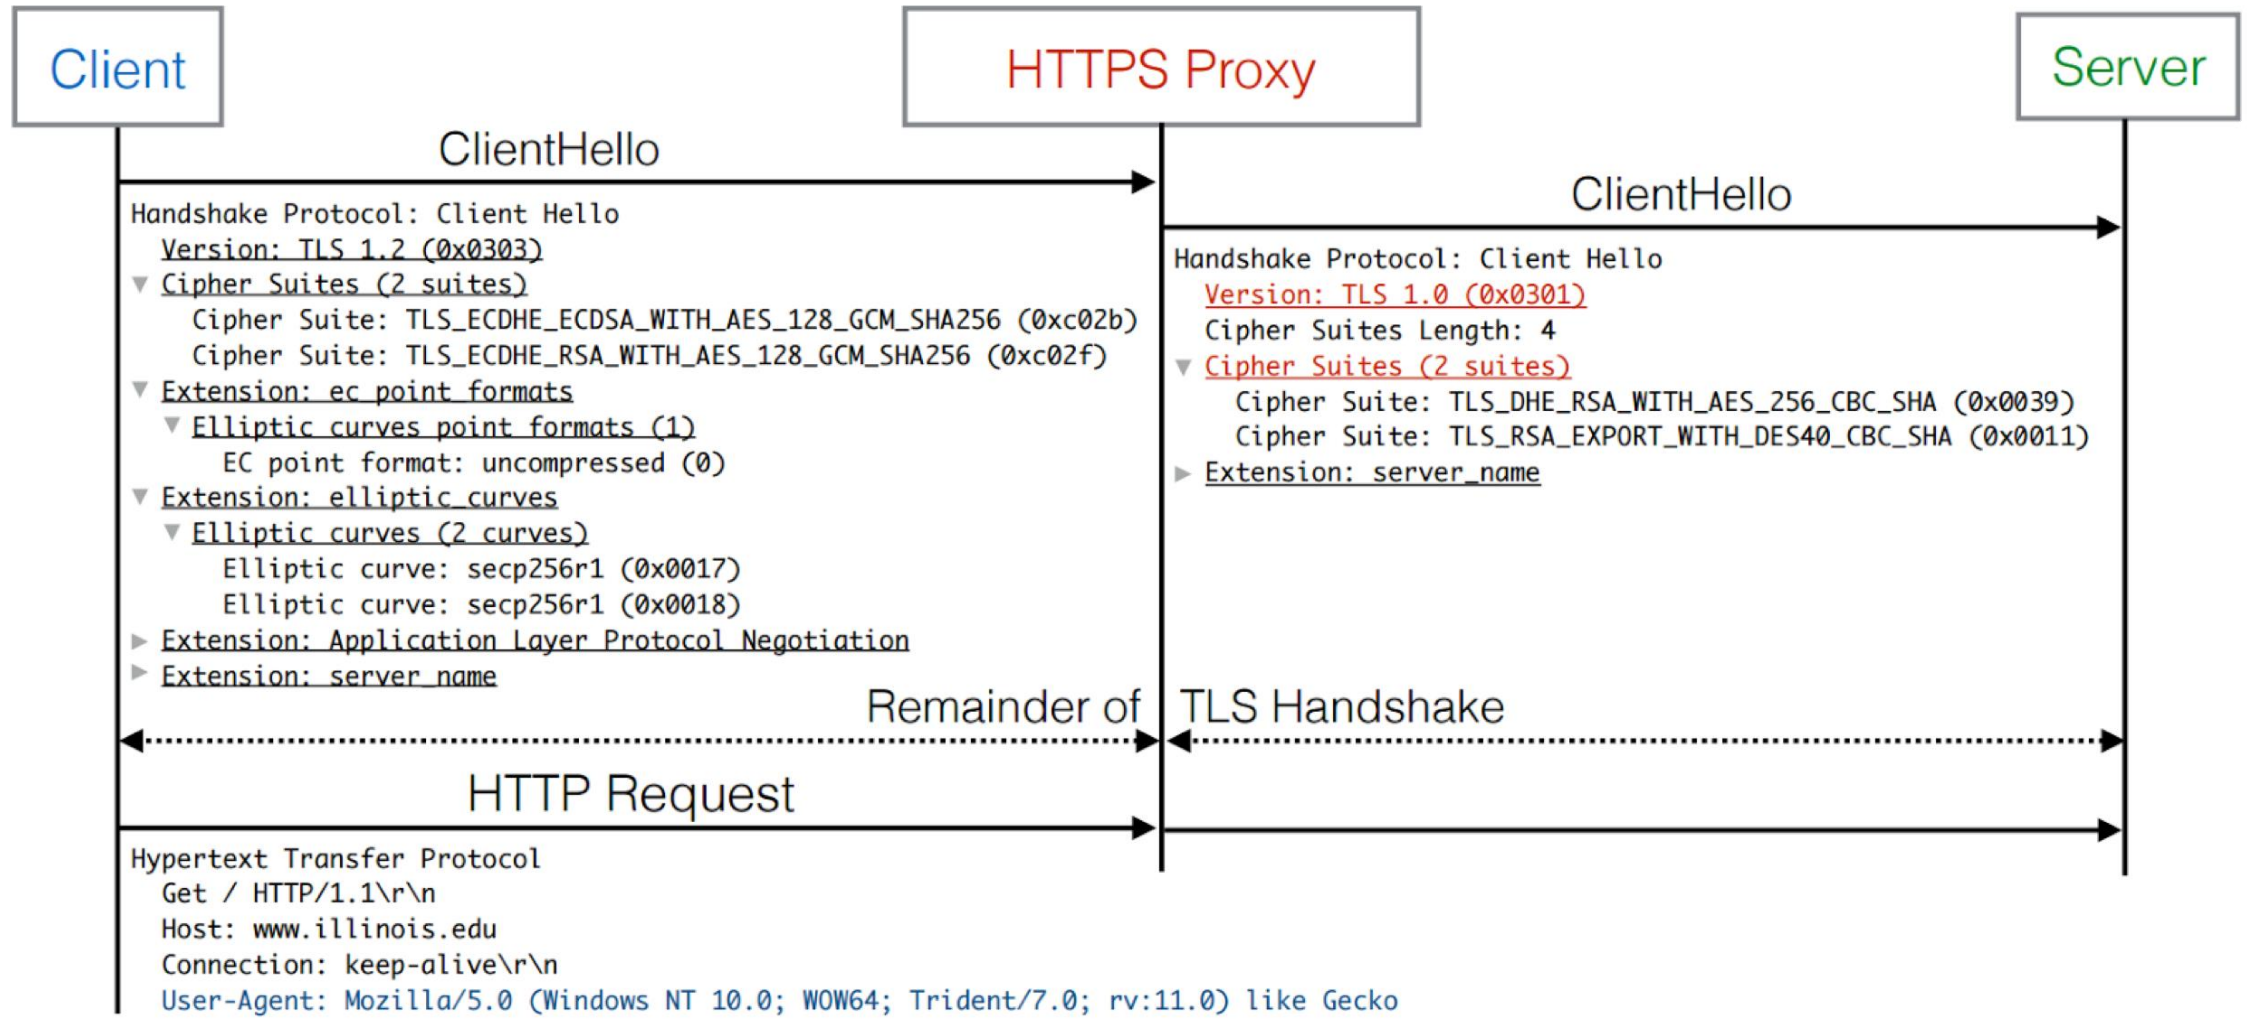 Client
HTTPS Proxy
Server
ClientHello
Handshake Protocol: Client Hello
Version: TLS 1.2 (0x0303)
Cipher Suites (2 suites)
Cipher Suite: TLS_ECDHE_ECDSA_WITH_AES_128_GCM_SHA256 (0xc02b)
Cipher Suite: TLS_ECDHE_RSA_WITH_AES_128_GCM_SHA256 (0xc02f)
Extension: ec_point_formats
Elliptic curves point formats (1)
EC point format: uncompressed (0)
Extension: elliptic_curves
Elliptic curves (2 curves)
Elliptic curve: secp256r1 (0x0017)
Elliptic curve: secp256r1 (0x0018)
Extension: Application Layer Protocol Negotiation
Extension: server_name
ClientHello
Handshake Protocol: Client Hello
Version: TLS 1.0 (0x0301)
Cipher Suites Length: 4
Cipher Suites (2 suites)
Cipher Suite: TLS_DHE_RSA_WITH_AES_256_CBC_SHA (0x0039)
Cipher Suite: TLS_RSA_EXPORT_WITH_DES40_CBC_SHA (0x0011)
Extension: server_name
Remainder of TLS Handshake
HTTP Request
Hypertext Transfer Protocol
Get / HTTP/1.1\r\n
Host: www.illinois.edu
Connection: keep-alive\r\n
User-Agent: Mozilla/5.0 (Windows NT 10.0; WOW64; Trident/7.0; rv:11.0) like Gecko